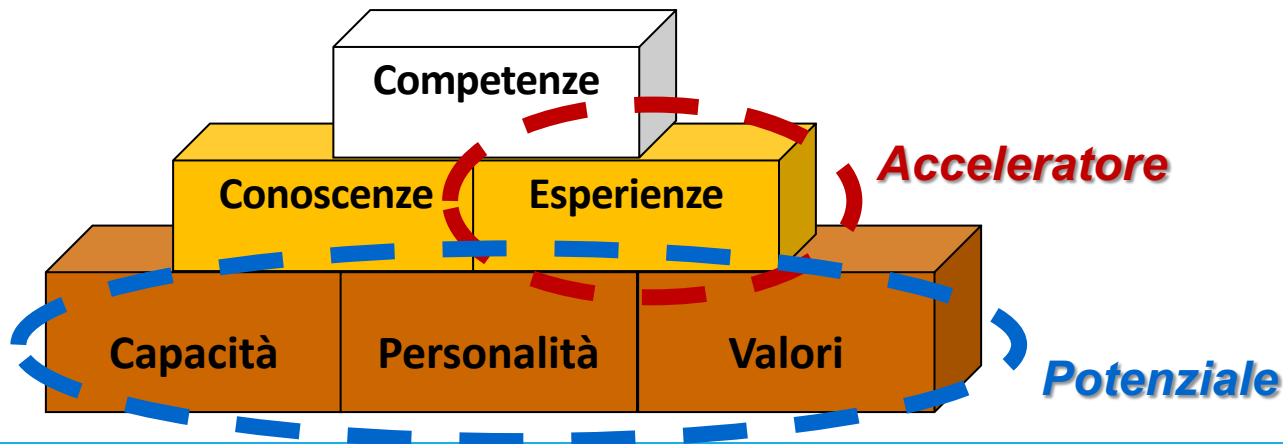 Competenze
Acceleratore
Conoscenze Esperienze
Capacità Personalità Valori
Potenziale